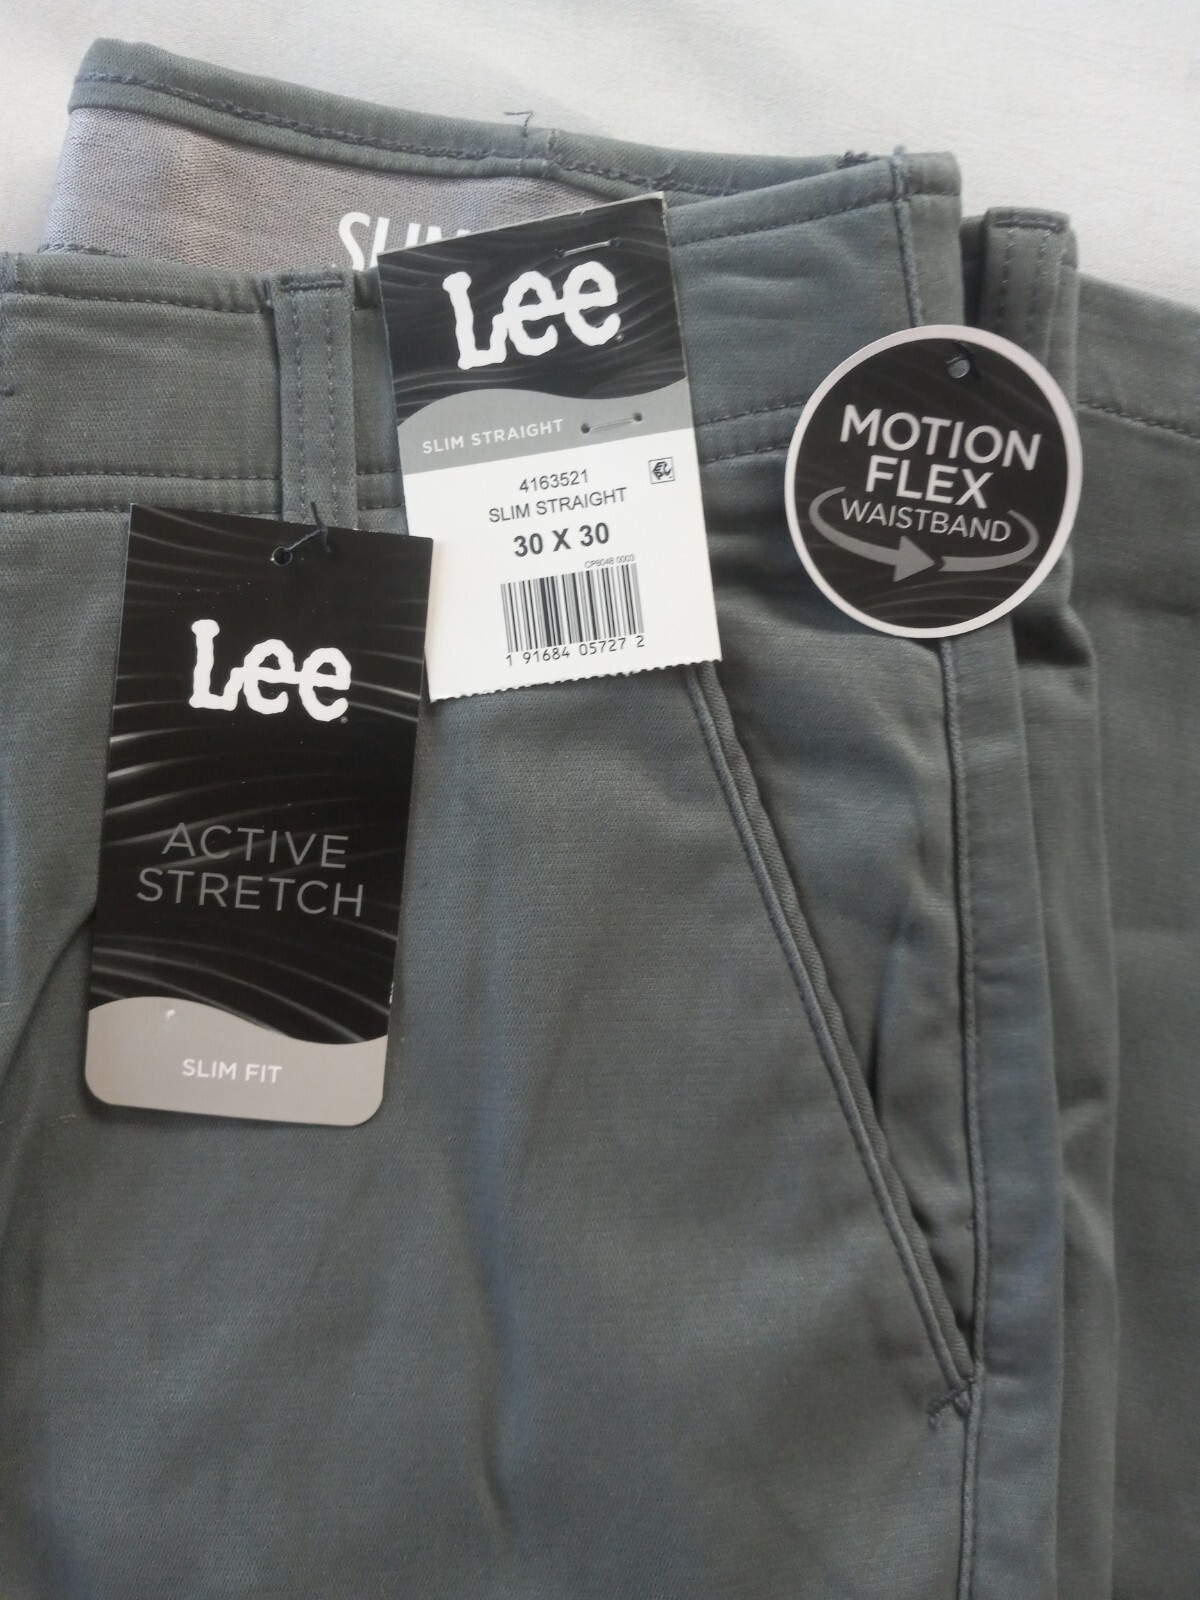 SLIM
Lee
SLIM STRAIGHT
4163521
SLIM STRAIGHT
30 X 30
1 91684 05727 2
MOTION
FLEX
WAISTBAND
Lee
ACTIVE
STRETCH
SLIM FIT